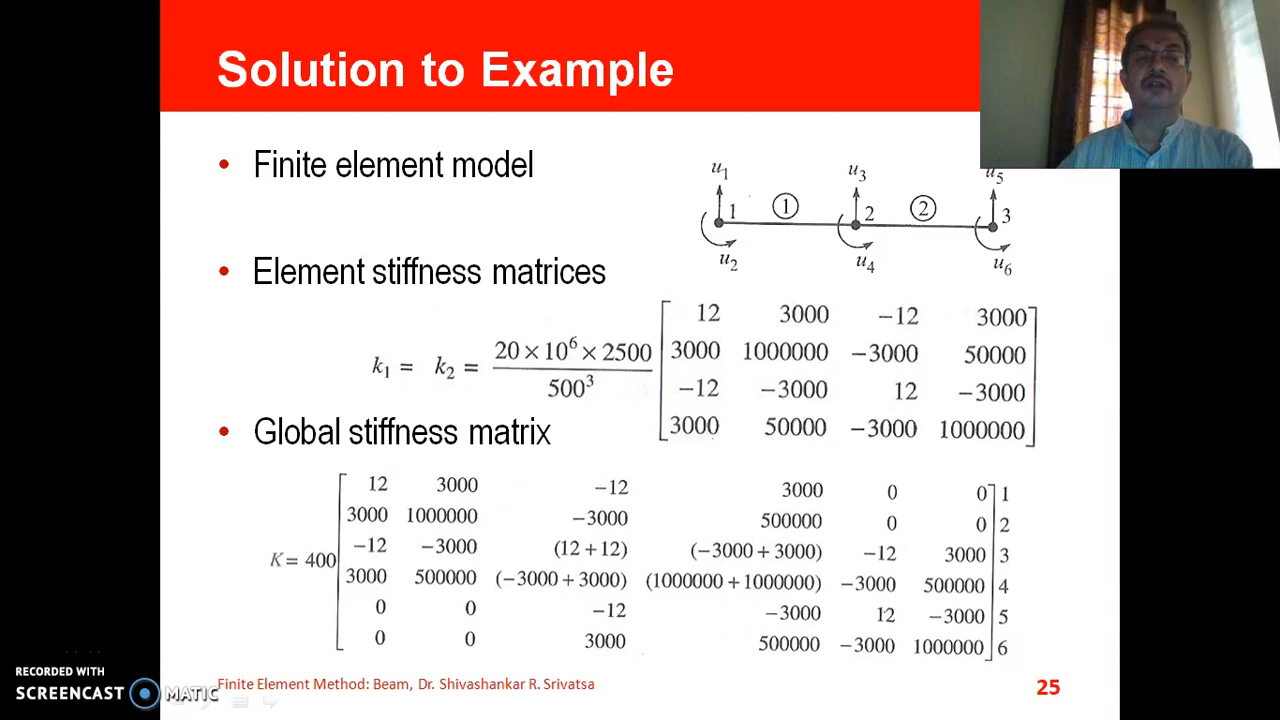 Solution to Example
• Finite element model
u1 u3 u5
1 ① 2 ② 3
u2 u4 u6
• Element stiffness matrices
k1 = k2 = 20×10^6×2500 / 500^3
12 3000 −12 3000
3000 1000000 −3000 50000
−12 −3000 12 −3000
3000 50000 −3000 1000000
• Global stiffness matrix
K = 400
12 3000 −12 3000 0 0 1
3000 1000000 −3000 500000 0 0 2
−12 −3000 (12+12) (−3000+3000) −12 3000 3
3000 500000 (−3000+3000) (1000000+1000000) −3000 500000 4
0 0 −12 −3000 12 −3000 5
0 0 3000 500000 −3000 1000000 6
RECORDED WITH
SCREENCAST MATIC
Finite Element Method: Beam, Dr. Shivashankar R. Srivatsa
25